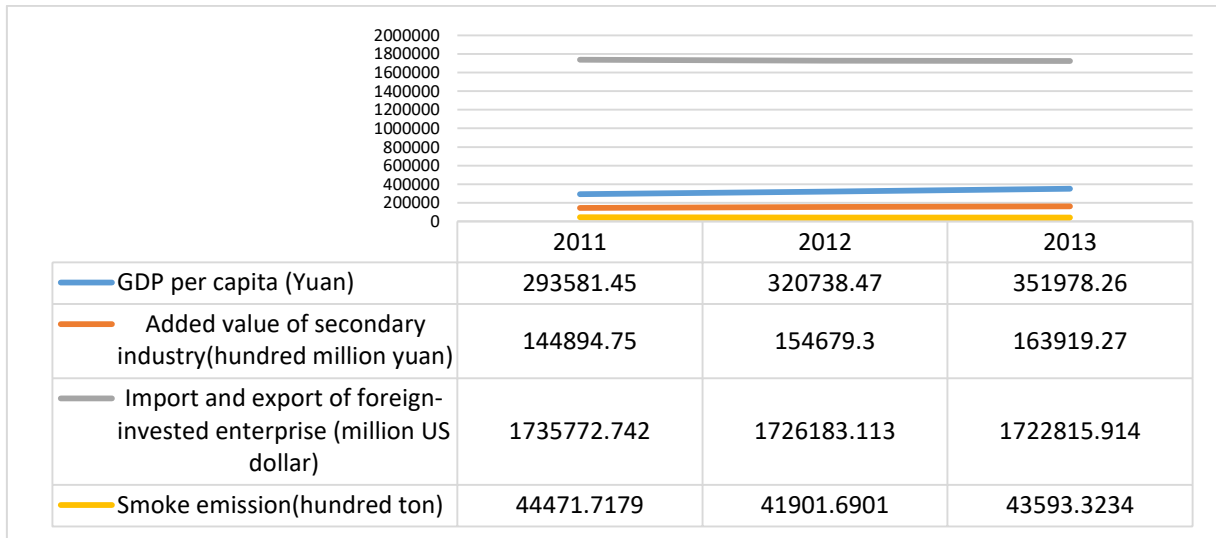 2000000
1800000
1600000
1400000
1200000
1000000
800000
600000
400000
200000
0
2011 2012 2013
GDP per capita (Yuan) 293581.45 320738.47 351978.26
Added value of secondary
industry(hundred million yuan) 144894.75 154679.3 163919.27
Import and export of foreign-
invested enterprise (million US
dollar) 1735772.742 1726183.113 1722815.914
Smoke emission(hundred ton) 44471.7179 41901.6901 43593.3234